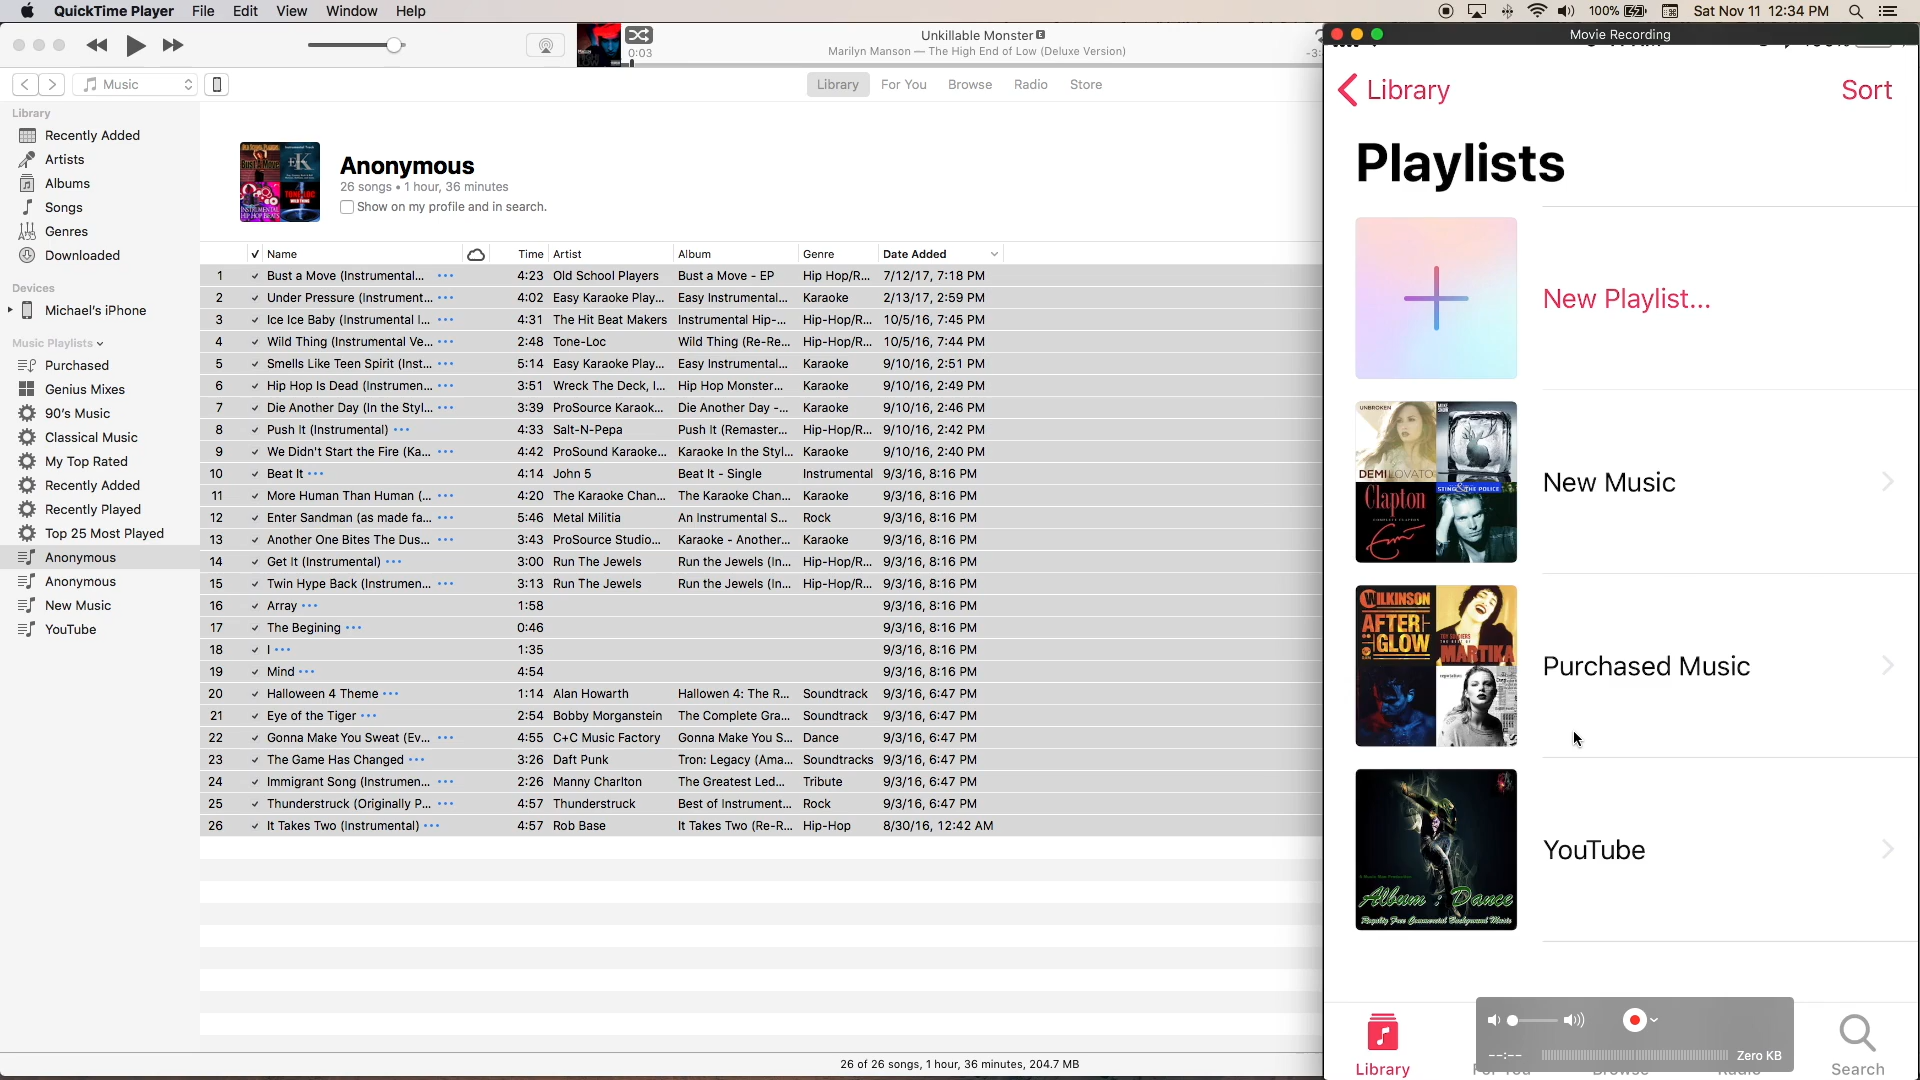 QuickTime Player File Edit View Window Help
100% Sat Nov 11 12:34 PM
Unkillable Monster E
0:03 Marilyn Manson — The High End of Low (Deluxe Version)
Movie Recording
Music
Library For You Browse Radio Store
Library
Recently Added
Artists
Albums
Songs
Genres
Downloaded
Devices
Michael's iPhone
Music Playlists
Purchased
Genius Mixes
90's Music
Classical Music
My Top Rated
Recently Added
Recently Played
Top 25 Most Played
Anonymous
Anonymous
New Music
YouTube
Anonymous
26 songs • 1 hour, 36 minutes
Show on my profile and in search.
✓ Name Time Artist Album Genre Date Added
1 ✓ Bust a Move (Instrumental... ••• 4:23 Old School Players Bust a Move - EP Hip Hop/R... 7/12/17, 7:18 PM
2 ✓ Under Pressure (Instrument... ••• 4:02 Easy Karaoke Play... Easy Instrumental... Karaoke 2/13/17, 2:59 PM
3 ✓ Ice Ice Baby (Instrumental I... ••• 4:31 The Hit Beat Makers Instrumental Hip-... Hip-Hop/R... 10/5/16, 7:45 PM
4 ✓ Wild Thing (Instrumental Ve... ••• 2:48 Tone-Loc Wild Thing (Re-Re... Hip-Hop/R... 10/5/16, 7:44 PM
5 ✓ Smells Like Teen Spirit (Inst... ••• 5:14 Easy Karaoke Play... Easy Instrumental... Karaoke 9/10/16, 2:51 PM
6 ✓ Hip Hop Is Dead (Instrumen... ••• 3:51 Wreck The Deck, I... Hip Hop Monster... Karaoke 9/10/16, 2:49 PM
7 ✓ Die Another Day (In the Styl... ••• 3:39 ProSource Karaok... Die Another Day -... Karaoke 9/10/16, 2:46 PM
8 ✓ Push It (Instrumental) ••• 4:33 Salt-N-Pepa Push It (Remaster... Hip-Hop/R... 9/10/16, 2:42 PM
9 ✓ We Didn't Start the Fire (Ka... ••• 4:42 ProSound Karaoke... Karaoke In the Styl... Karaoke 9/10/16, 2:40 PM
10 ✓ Beat It ••• 4:14 John 5 Beat It - Single Instrumental 9/3/16, 8:16 PM
11 ✓ More Human Than Human (... ••• 4:20 The Karaoke Chan... The Karaoke Chan... Karaoke 9/3/16, 8:16 PM
12 ✓ Enter Sandman (as made fa... ••• 5:46 Metal Militia An Instrumental S... Rock 9/3/16, 8:16 PM
13 ✓ Another One Bites The Dus... ••• 3:43 ProSource Studio... Karaoke - Another... Karaoke 9/3/16, 8:16 PM
14 ✓ Get It (Instrumental) ••• 3:00 Run The Jewels Run the Jewels (In... Hip-Hop/R... 9/3/16, 8:16 PM
15 ✓ Twin Hype Back (Instrumen... ••• 3:13 Run The Jewels Run the Jewels (In... Hip-Hop/R... 9/3/16, 8:16 PM
16 ✓ Array ••• 1:58 9/3/16, 8:16 PM
17 ✓ The Begining ••• 0:46 9/3/16, 8:16 PM
18 ✓ I ••• 1:35 9/3/16, 8:16 PM
19 ✓ Mind ••• 4:54 9/3/16, 8:16 PM
20 ✓ Halloween 4 Theme ••• 1:14 Alan Howarth Hallowen 4: The R... Soundtrack 9/3/16, 6:47 PM
21 ✓ Eye of the Tiger ••• 2:54 Bobby Morganstein The Complete Gra... Soundtrack 9/3/16, 6:47 PM
22 ✓ Gonna Make You Sweat (Ev... ••• 4:55 C+C Music Factory Gonna Make You S... Dance 9/3/16, 6:47 PM
23 ✓ The Game Has Changed ••• 3:26 Daft Punk Tron: Legacy (Ama... Soundtracks 9/3/16, 6:47 PM
24 ✓ Immigrant Song (Instrumen... ••• 2:26 Manny Charlton The Greatest Led... Tribute 9/3/16, 6:47 PM
25 ✓ Thunderstruck (Originally P... ••• 4:57 Thunderstruck Best of Instrument... Rock 9/3/16, 6:47 PM
26 ✓ It Takes Two (Instrumental) ••• 4:57 Rob Base It Takes Two (Re-R... Hip-Hop 8/30/16, 12:42 AM
26 of 26 songs, 1 hour, 36 minutes, 204.7 MB
Library Sort
Playlists
New Playlist...
UNBROKEN
DEMI LOVATO
Clapton
STING & THE POLICE
New Music
WILKINSON
AFTER
GLOW
MARTIKA
reputation
Purchased Music
Album : Dance
Royalty Free Commercial Background Music
YouTube
--:-- Zero KB
Library Search